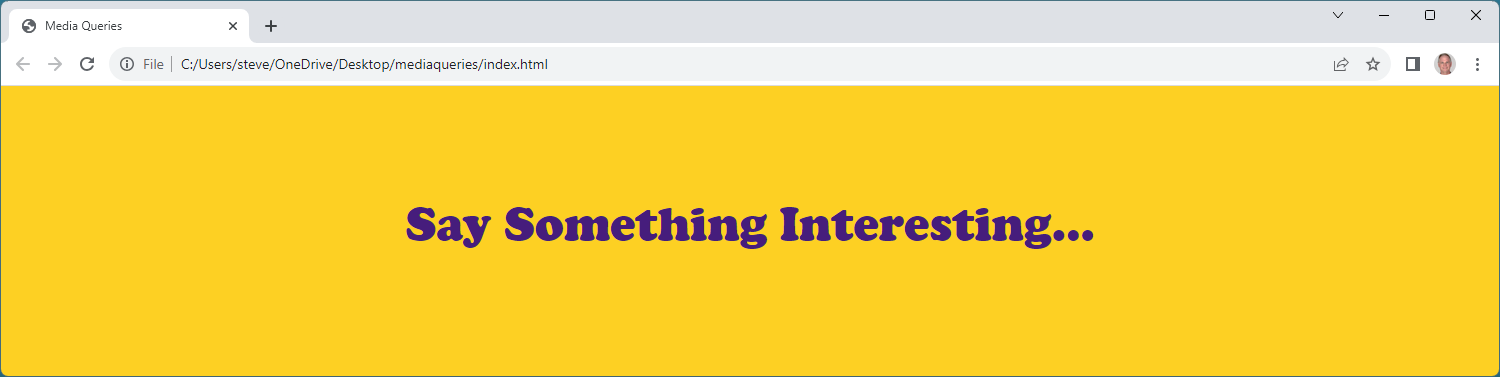 Media Queries
File C:/Users/steve/OneDrive/Desktop/mediaqueries/index.html
Say Something Interesting...